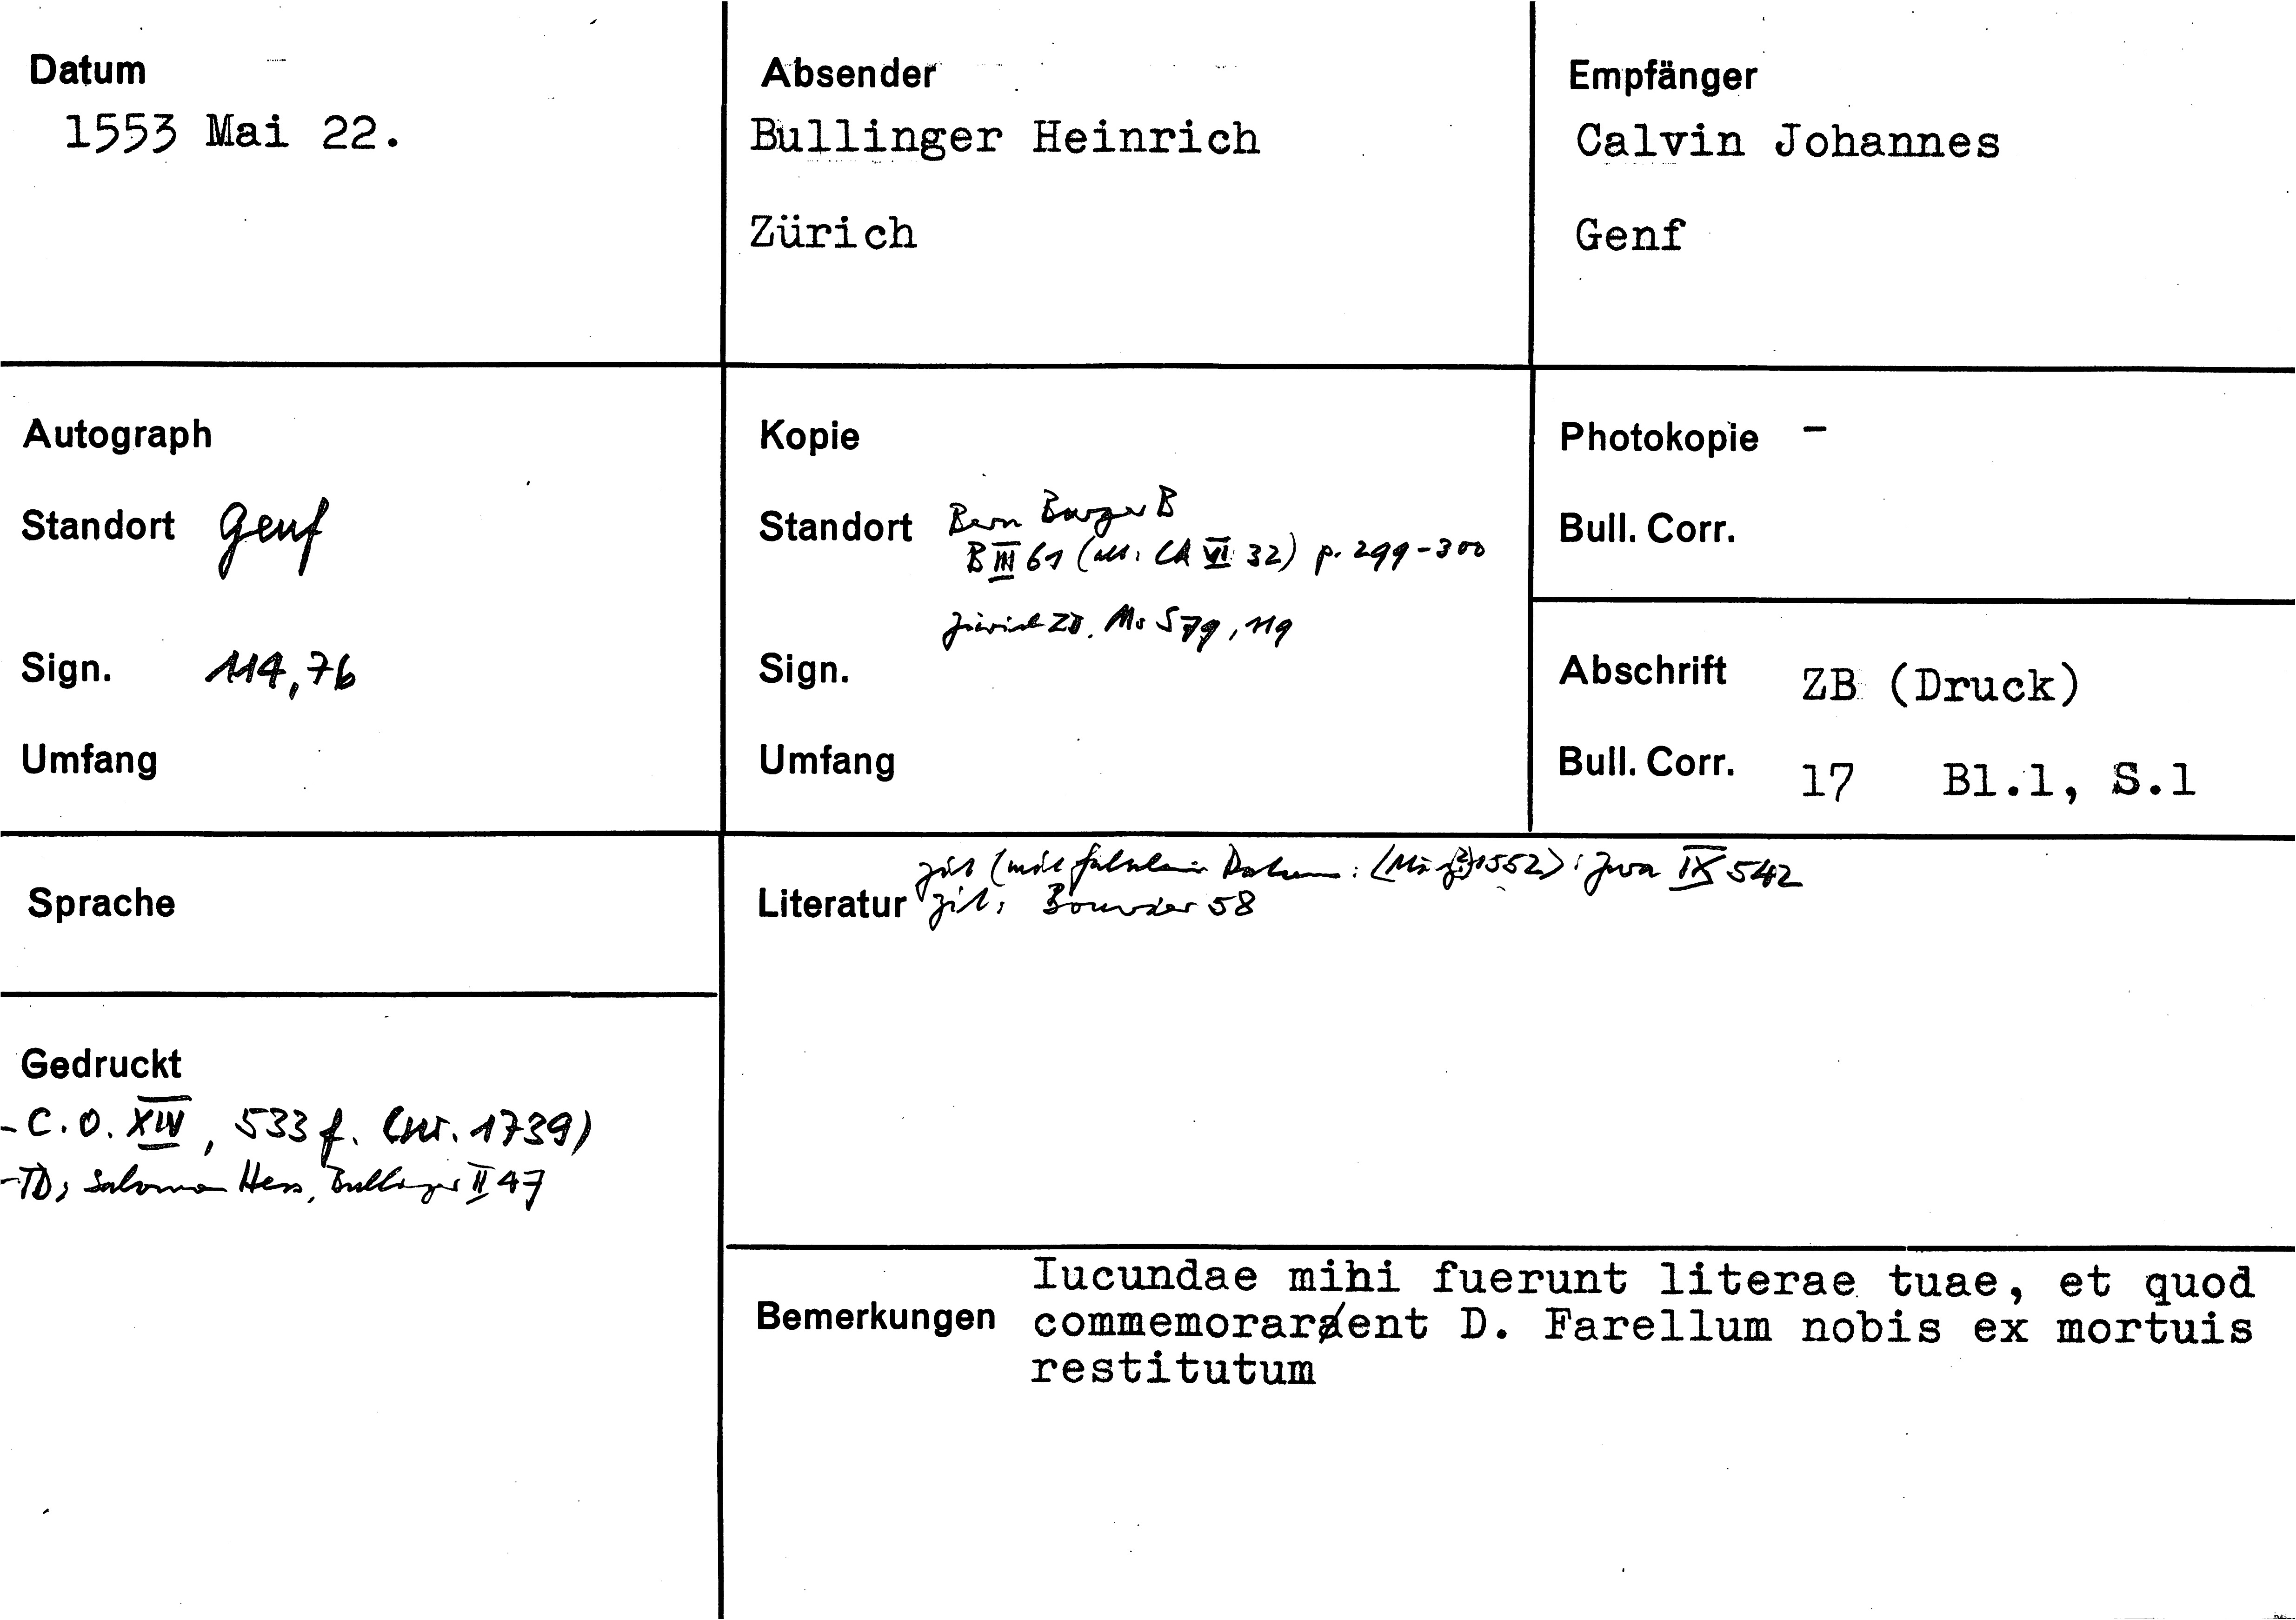 Datum
1553 Mai 22.
Absender
Bullinger Heinrich
Zürich
Empfänger
Calvin Johannes
Genf
Autograph
Standort Genf
Sign. 114,76
Umfang
Kopie
Standort Bern Burger B
B III 61 (alt: CA VI 32) p. 299-300
Zürich ZB. Ms S 79, 119
Sign.
Umfang
Photokopie -
Bull. Corr.
Abschrift ZB (Druck)
Bull. Corr. 17 Bl.1, S.1
Sprache
Gedruckt
- C.O. XIV, 533 f. (Nr. 1739)
- TD: Salomon Hess, Bullinger II 47
zit (mit falschem Datum: (1552): Zwa IX 542
Literatur zit: Bouvier 58
Bemerkungen
Iucundae mihi fuerunt literae tuae, et quod
commemorarent D. Farellum nobis ex mortuis
restitutum